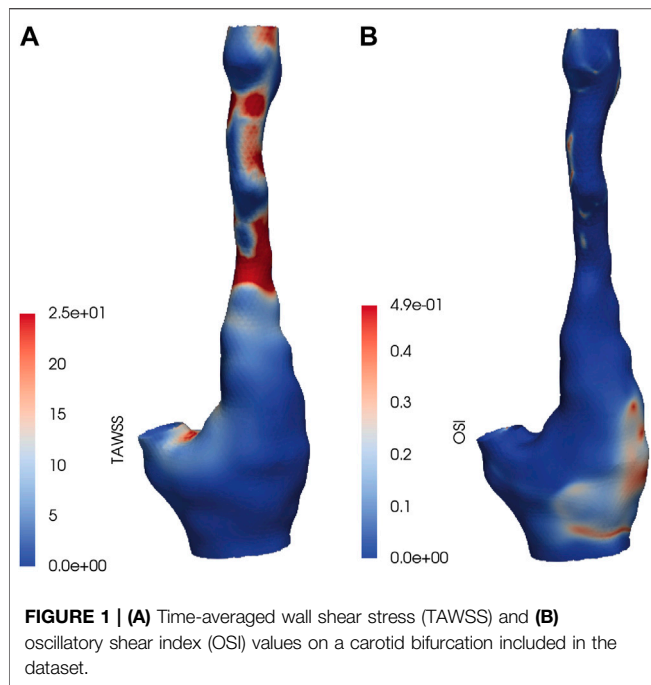 A
B
2.5e+01
20
15
10
5
0.0e+00
TAWSS
4.9e-01
0.4
0.3
0.2
0.1
0.0e+00
OSI
FIGURE 1 | (A) Time-averaged wall shear stress (TAWSS) and (B)
oscillatory shear index (OSI) values on a carotid bifurcation included in the
dataset.